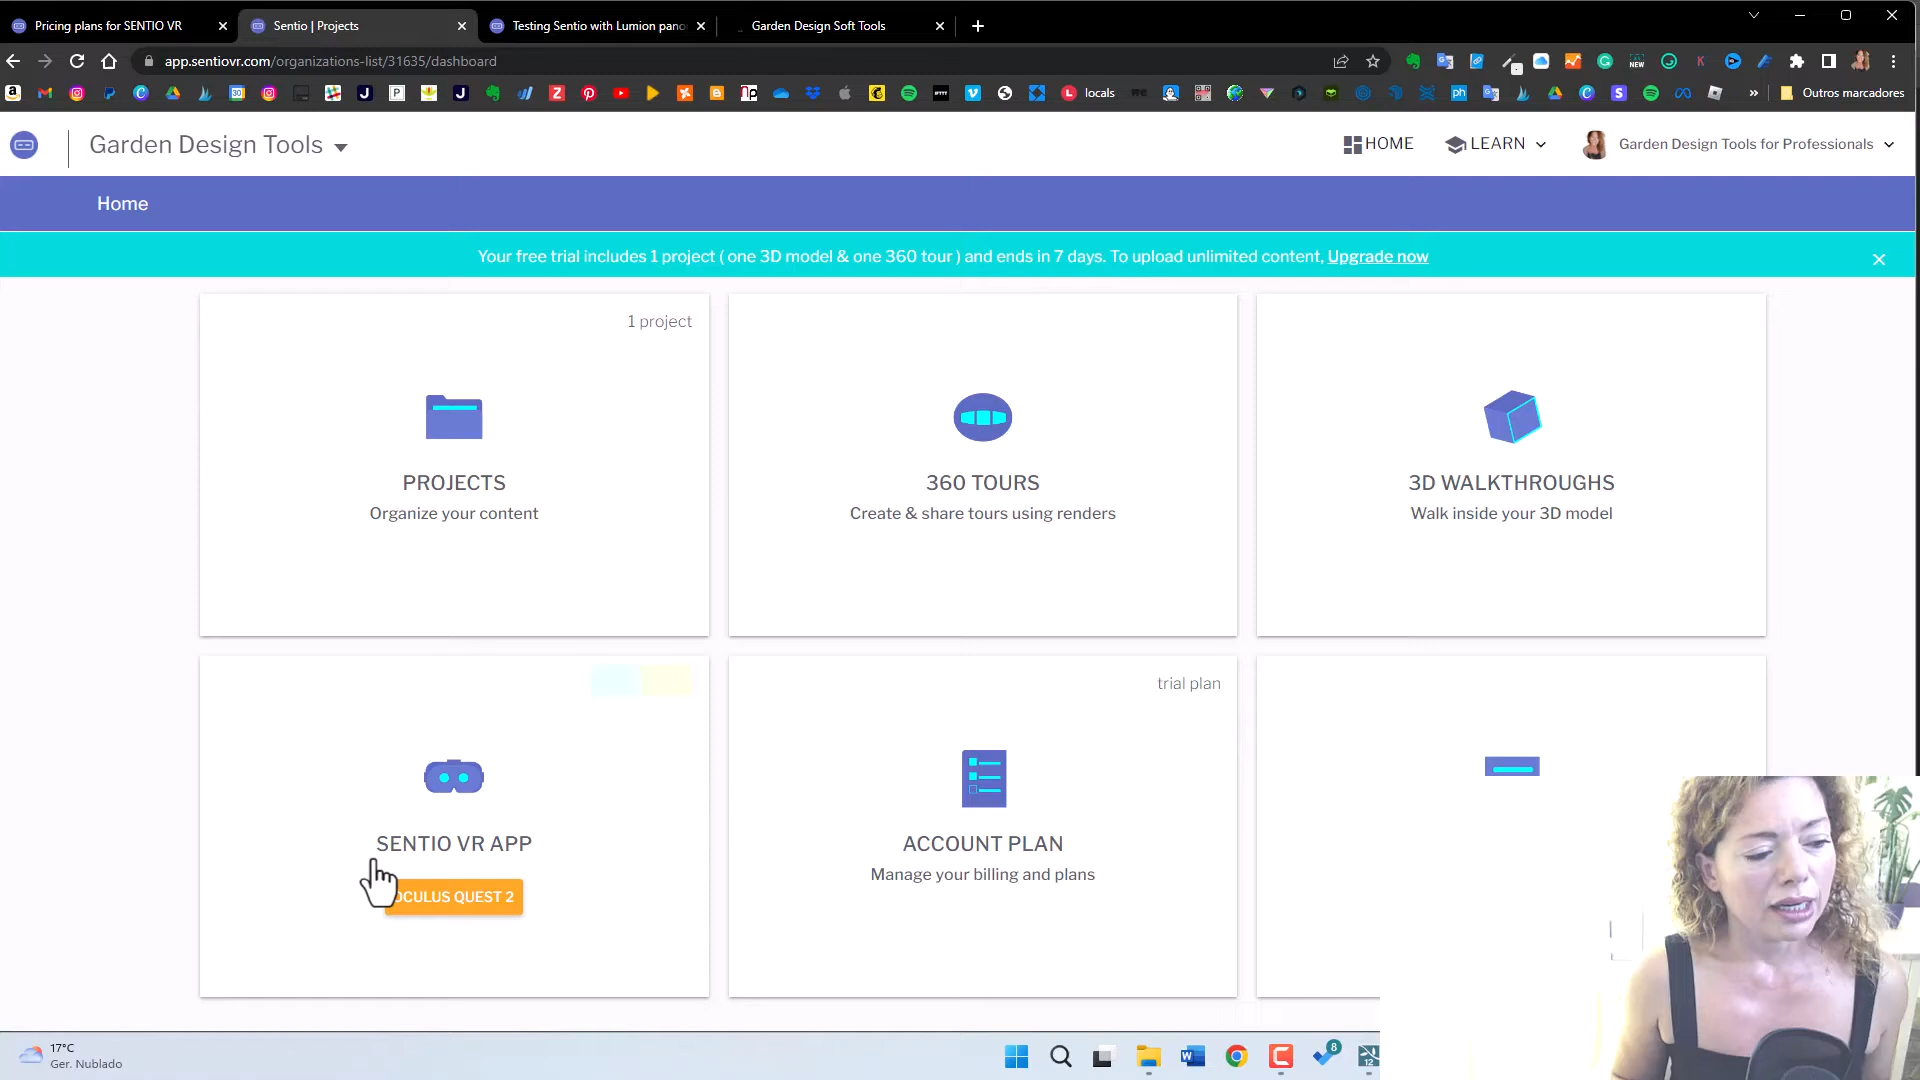 Pricing plans for SENTIO VR
Sentio | Projects
Testing Sentio with Lumion pano
Garden Design Soft Tools
app.sentiovr.com/organizations-list/31635/dashboard
locals
Outros marcadores
Garden Design Tools
HOME
LEARN
Garden Design Tools for Professionals
Home
Your free trial includes 1 project ( one 3D model & one 360 tour ) and ends in 7 days. To upload unlimited content, Upgrade now
1 project
PROJECTS
Organize your content
360 TOURS
Create & share tours using renders
3D WALKTHROUGHS
Walk inside your 3D model
SENTIO VR APP
OCULUS QUEST 2
trial plan
ACCOUNT PLAN
Manage your billing and plans
17°C
Ger. Nublado
8